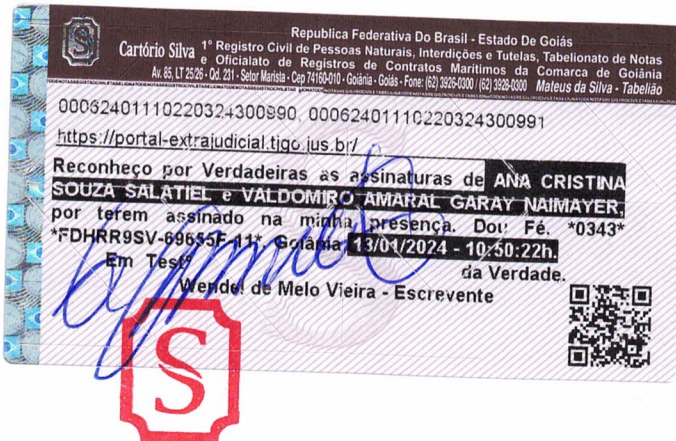 Republica Federativa Do Brasil - Estado De Goiás
Cartório Silva 1º Registro Civil de Pessoas Naturais, Interdições e Tutelas, Tabelionato de Notas
e Oficialato de Registros de Contratos Marítimos da Comarca de Goiânia
Av. 85, LT 25/26 - Qd. 231 - Setor Marista - Cep 74160-010 - Goiânia - Goiás - Fone: (62) 3926-0300 / (62) 3928-0300 Mateus da Silva - Tabelião
00062401110220324300990, 00062401110220324300991
https://portal-extrajudicial.tjgo.jus.br/
Reconheço por Verdadeiras as assinaturas de ANA CRISTINA
SOUZA SALATIEL e VALDOMIRO AMARAL GARAY NAIMAYER,
por terem assinado na minha presença. Dou Fé. *0343*
*FDHRR9SV-69655F-11* Goiânia, 13/01/2024 - 10:50:22h.
Em Testº da Verdade.
Wendel de Melo Vieira - Escrevente
S